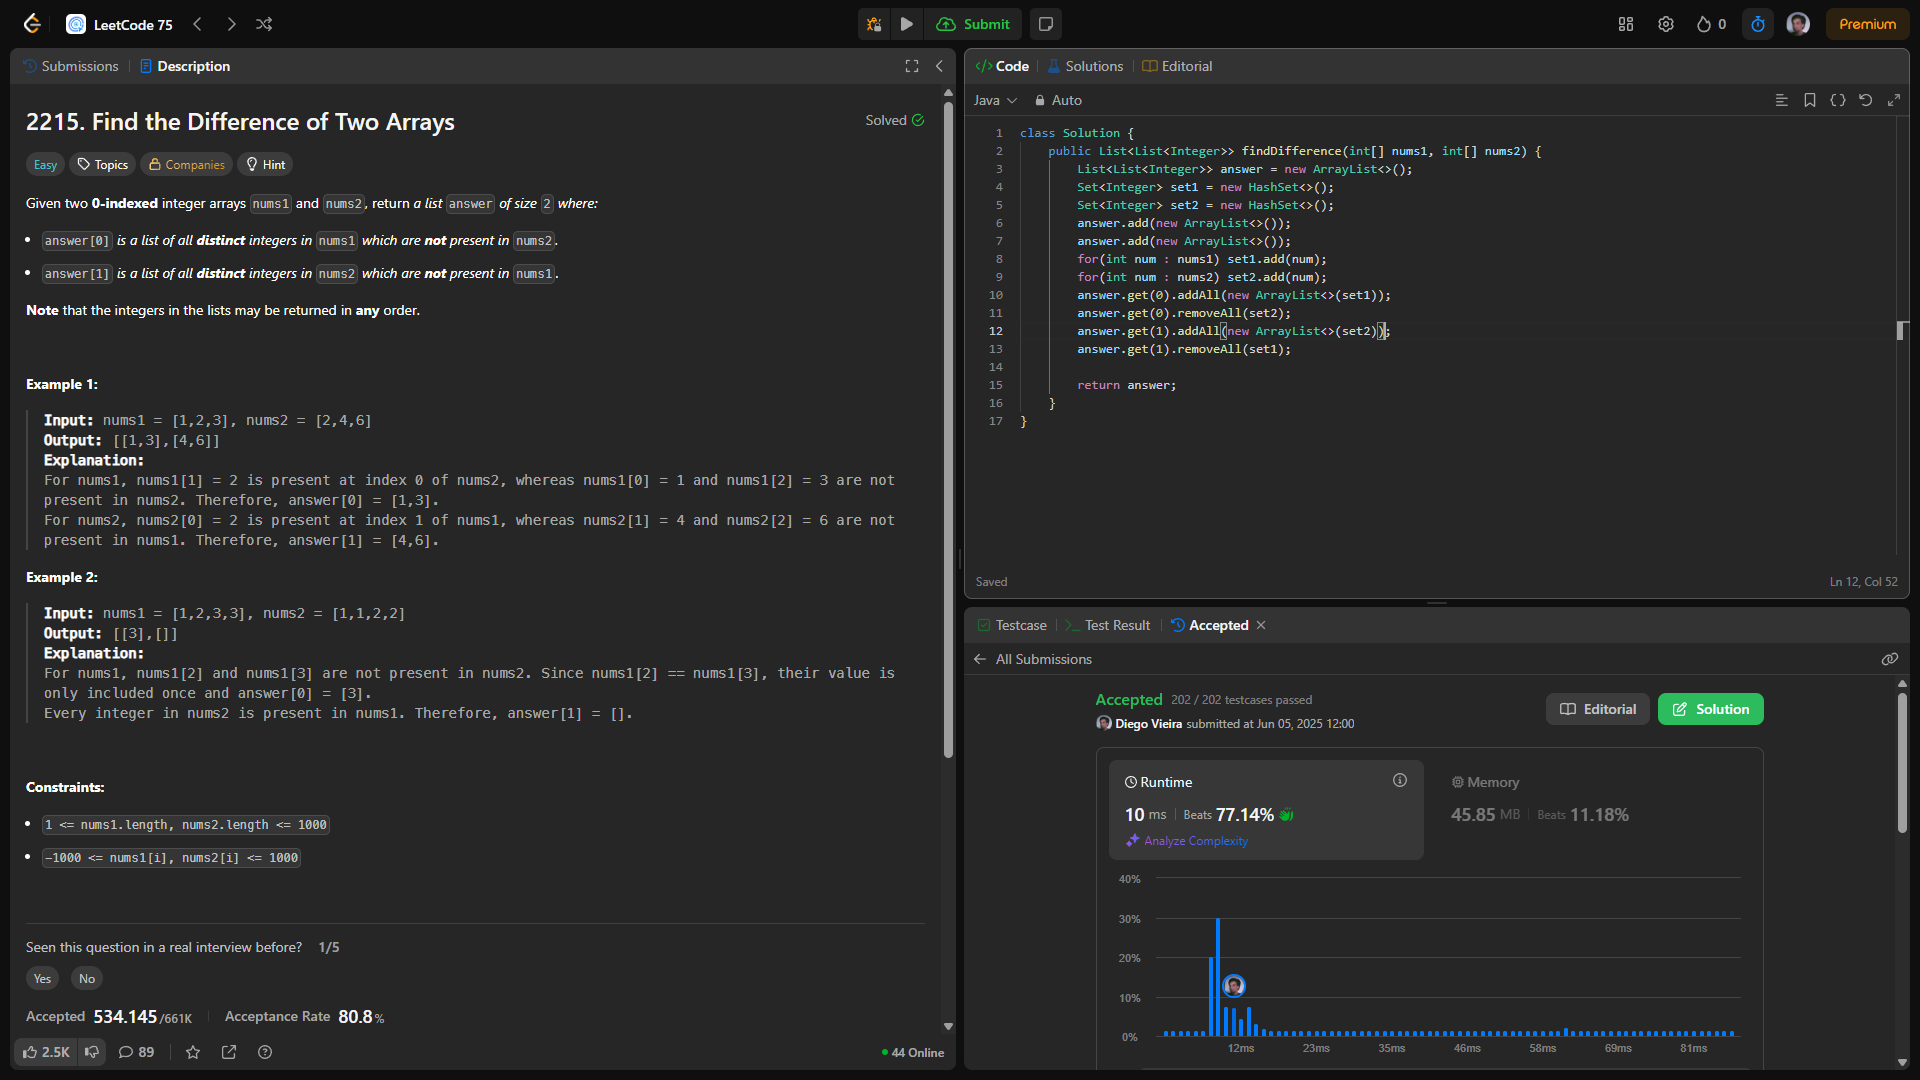 LeetCode 75
Submit
0
Premium
Submissions
Description
2215. Find the Difference of Two Arrays
Solved
Easy
Topics
Companies
Hint
Given two 0-indexed integer arrays nums1 and nums2, return a list answer of size 2 where:
• answer[0] is a list of all distinct integers in nums1 which are not present in nums2.
• answer[1] is a list of all distinct integers in nums2 which are not present in nums1.
Note that the integers in the lists may be returned in any order.
Example 1:
Input: nums1 = [1,2,3], nums2 = [2,4,6]
Output: [[1,3],[4,6]]
Explanation:
For nums1, nums1[1] = 2 is present at index 0 of nums2, whereas nums1[0] = 1 and nums1[2] = 3 are not
present in nums2. Therefore, answer[0] = [1,3].
For nums2, nums2[0] = 2 is present at index 1 of nums1, whereas nums2[1] = 4 and nums2[2] = 6 are not
present in nums1. Therefore, answer[1] = [4,6].
Example 2:
Input: nums1 = [1,2,3,3], nums2 = [1,1,2,2]
Output: [[3],[]]
Explanation:
For nums1, nums1[2] and nums1[3] are not present in nums2. Since nums1[2] == nums1[3], their value is
only included once and answer[0] = [3].
Every integer in nums2 is present in nums1. Therefore, answer[1] = [].
Constraints:
• 1 <= nums1.length, nums2.length <= 1000
• -1000 <= nums1[i], nums2[i] <= 1000
Seen this question in a real interview before? 1/5
Yes
No
Accepted 534.145/661K
Acceptance Rate 80.8%
2.5K
89
44 Online
</> Code
Solutions
Editorial
Java
Auto
1 class Solution {
2     public List<List<Integer>> findDifference(int[] nums1, int[] nums2) {
3         List<List<Integer>> answer = new ArrayList<>();
4         Set<Integer> set1 = new HashSet<>();
5         Set<Integer> set2 = new HashSet<>();
6         answer.add(new ArrayList<>());
7         answer.add(new ArrayList<>());
8         for(int num : nums1) set1.add(num);
9         for(int num : nums2) set2.add(num);
10         answer.get(0).addAll(new ArrayList<>(set1));
11         answer.get(0).removeAll(set2);
12         answer.get(1).addAll(new ArrayList<>(set2));
13         answer.get(1).removeAll(set1);
14
15         return answer;
16     }
17 }
Saved
Ln 12, Col 52
Testcase
Test Result
Accepted
All Submissions
Accepted 202 / 202 testcases passed
Diego Vieira submitted at Jun 05, 2025 12:00
Editorial
Solution
Runtime
10 ms
Beats 77.14%
Analyze Complexity
Memory
45.85 MB
Beats 11.18%
40%
30%
20%
10%
0%
12ms
23ms
35ms
46ms
58ms
69ms
81ms